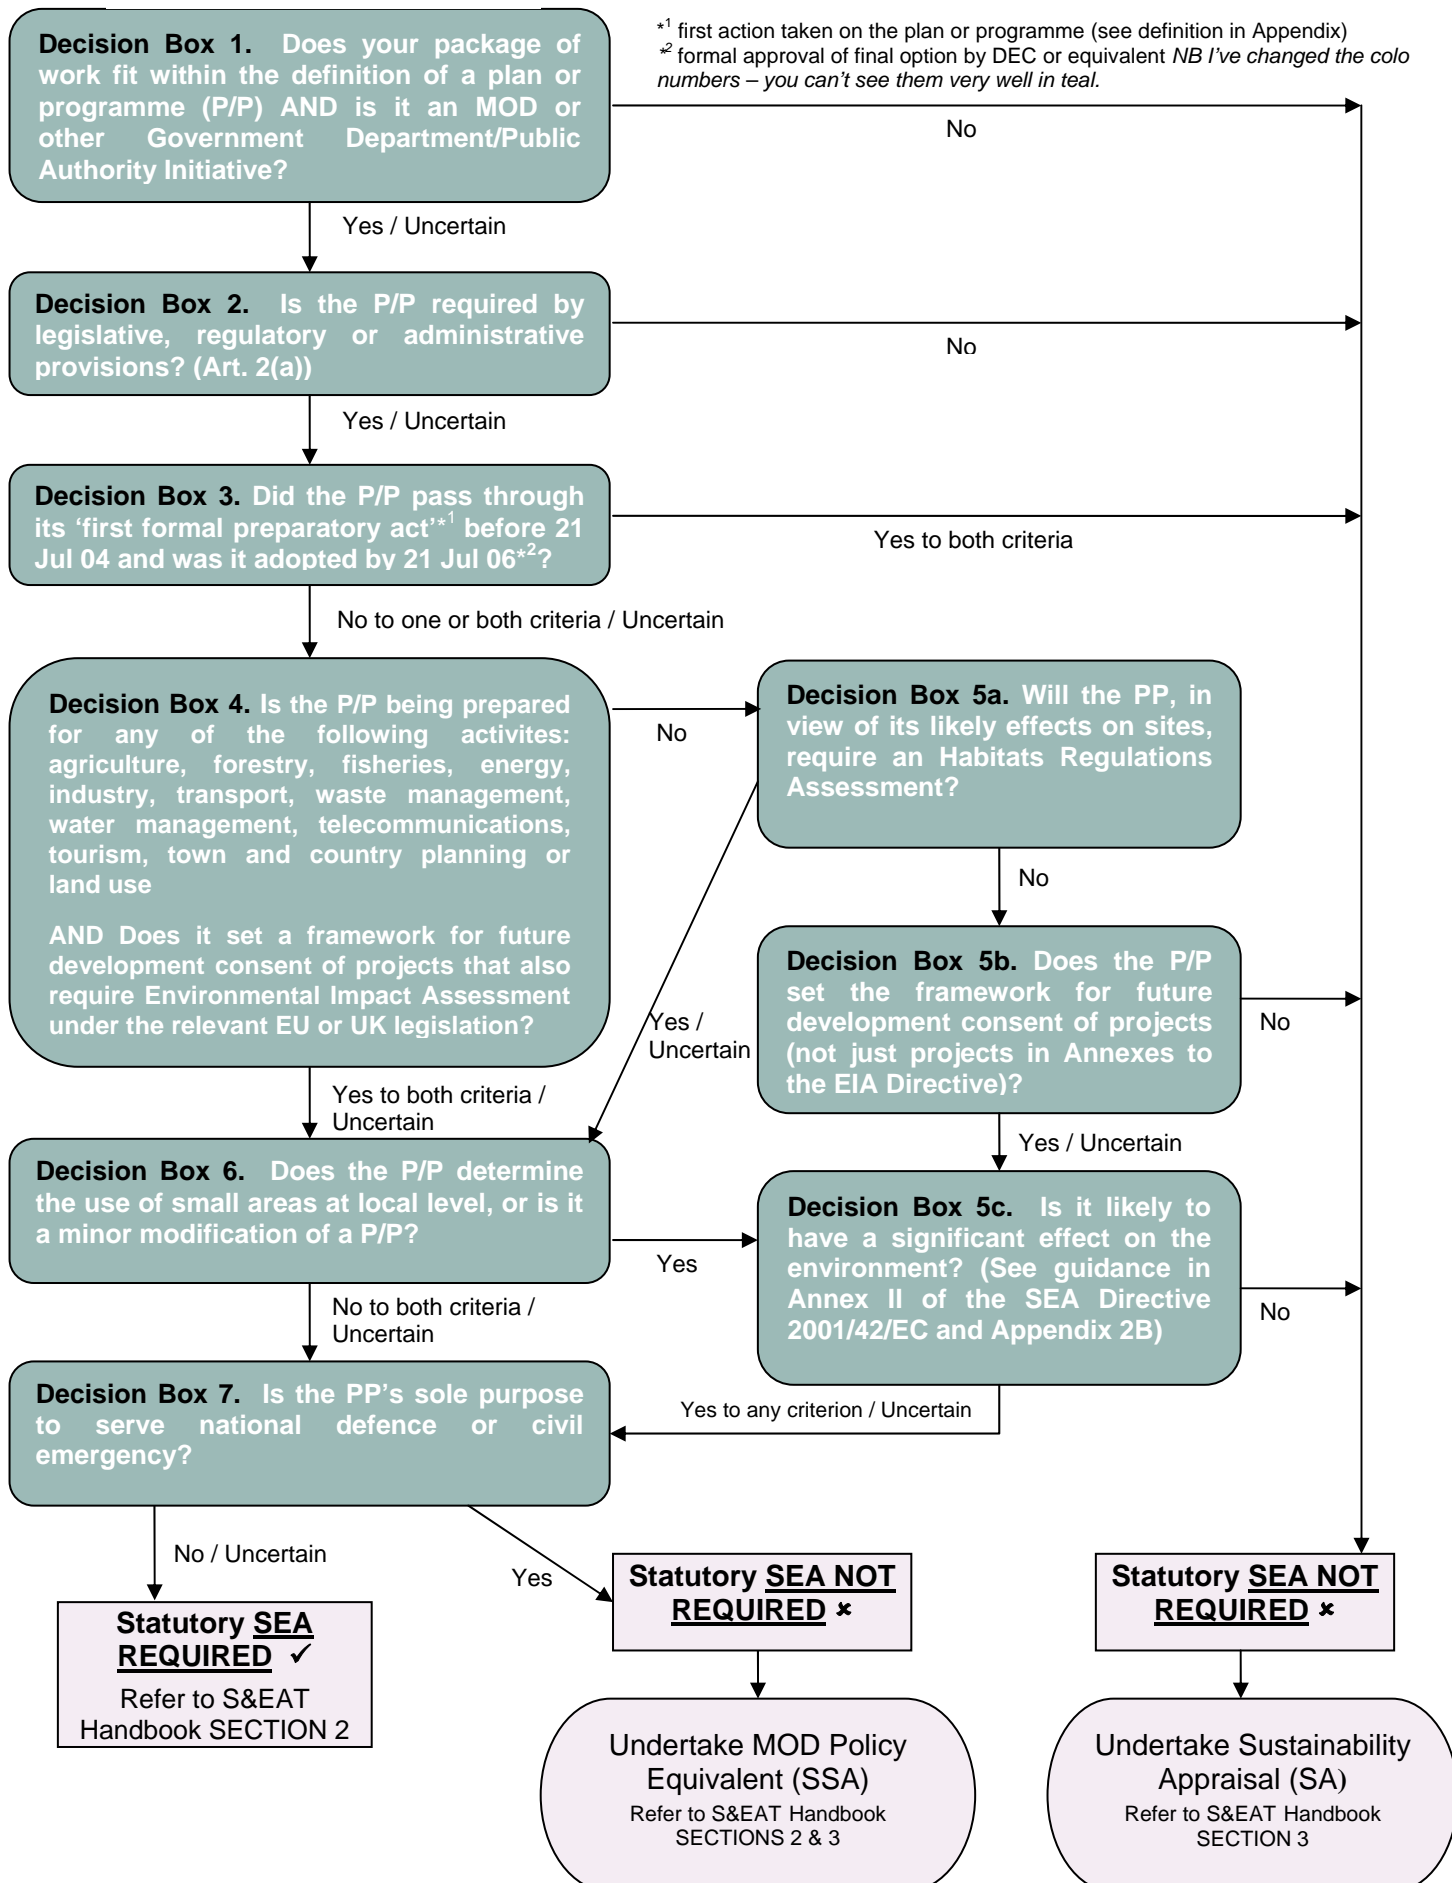 Decision Box 1. Does your package of
work fit within the definition of a plan or
programme (P/P) AND is it an MOD or
other Government Department/Public
Authority Initiative?
*1 first action taken on the plan or programme (see definition in Appendix)
*2 formal approval of final option by DEC or equivalent NB I've changed the colo
numbers – you can't see them very well in teal.
No
Yes / Uncertain
Decision Box 2. Is the P/P required by
legislative, regulatory or administrative
provisions? (Art. 2(a))
No
Yes / Uncertain
Decision Box 3. Did the P/P pass through
its ‘first formal preparatory act’*1 before 21
Jul 04 and was it adopted by 21 Jul 06*2?
Yes to both criteria
No to one or both criteria / Uncertain
Decision Box 4. Is the P/P being prepared
for any of the following activites:
agriculture, forestry, fisheries, energy,
industry, transport, waste management,
water management, telecommunications,
tourism, town and country planning or
land use
AND Does it set a framework for future
development consent of projects that also
require Environmental Impact Assessment
under the relevant EU or UK legislation?
No
Decision Box 5a. Will the PP, in
view of its likely effects on sites,
require an Habitats Regulations
Assessment?
No
Yes /
Uncertain
Decision Box 5b. Does the P/P
set the framework for future
development consent of projects
(not just projects in Annexes to
the EIA Directive)?
No
Yes to both criteria /
Uncertain
Yes / Uncertain
Decision Box 6. Does the P/P determine
the use of small areas at local level, or is it
a minor modification of a P/P?
Yes
Decision Box 5c. Is it likely to
have a significant effect on the
environment? (See guidance in
Annex II of the SEA Directive
2001/42/EC and Appendix 2B)
No
No to both criteria /
Uncertain
Decision Box 7. Is the PP's sole purpose
to serve national defence or civil
emergency?
Yes to any criterion / Uncertain
No / Uncertain
Yes
Statutory SEA
REQUIRED ✓
Refer to S&EAT
Handbook SECTION 2
Statutory SEA NOT
REQUIRED ×
Statutory SEA NOT
REQUIRED ×
Undertake MOD Policy
Equivalent (SSA)
Refer to S&EAT Handbook
SECTIONS 2 & 3
Undertake Sustainability
Appraisal (SA)
Refer to S&EAT Handbook
SECTION 3